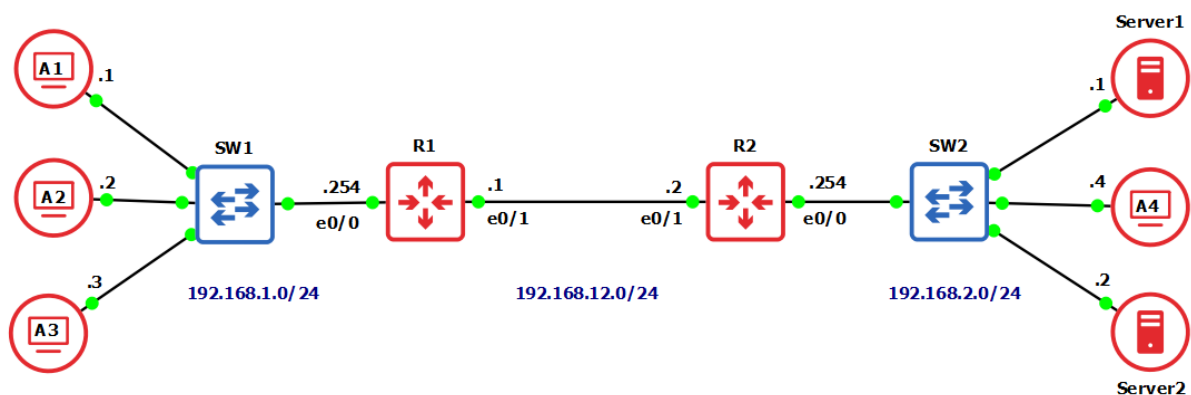 Server1
A1
.1
.1
SW1
R1
R2
SW2
A2
.2
.254
.1
.2
.254
.4
A4
e0/0
e0/1
e0/1
e0/0
.3
.2
192.168.1.0/24
192.168.12.0/24
192.168.2.0/24
A3
Server2